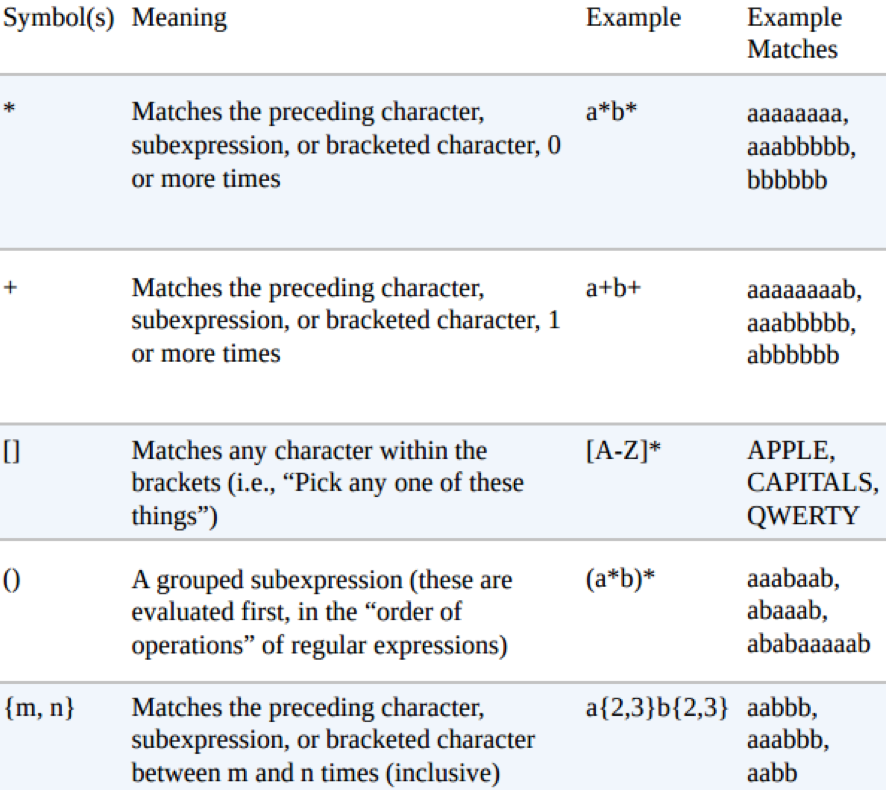 Symbol(s) Meaning Example Example
Matches
* Matches the preceding character, a*b* aaaaaaaa,
subexpression, or bracketed character, 0 aaabbbbb,
or more times bbbbbb
+ Matches the preceding character, a+b+ aaaaaaaab,
subexpression, or bracketed character, 1 aaabbbbb,
or more times abbbbbb
[] Matches any character within the [A-Z]* APPLE,
brackets (i.e., “Pick any one of these CAPITALS,
things”) QWERTY
() A grouped subexpression (these are (a*b)* aaabaab,
evaluated first, in the “order of abaaab,
operations” of regular expressions) ababaaaaab
{m, n} Matches the preceding character, a{2,3}b{2,3} aabbb,
subexpression, or bracketed character aaabbb,
between m and n times (inclusive) aabb